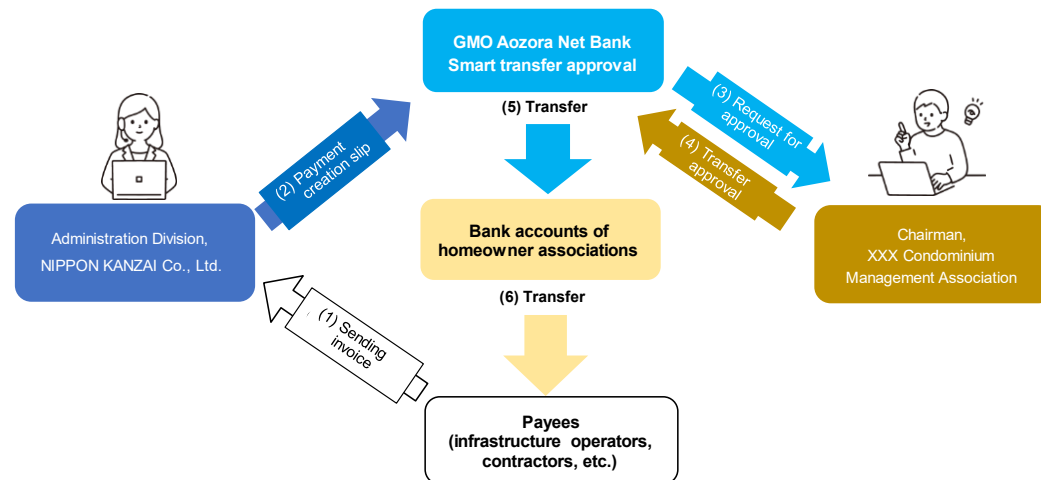 GMO Aozora Net Bank
Smart transfer approval
(5) Transfer
(3) Request for
approval
(4) Transfer
approval
(2) Payment
creation slip
Administration Division,
NIPPON KANZAI Co., Ltd.
Bank accounts of
homeowner associations
Chairman,
XXX Condominium
Management Association
(6) Transfer
(1) Sending
invoice
Payees
(infrastructure operators,
contractors, etc.)